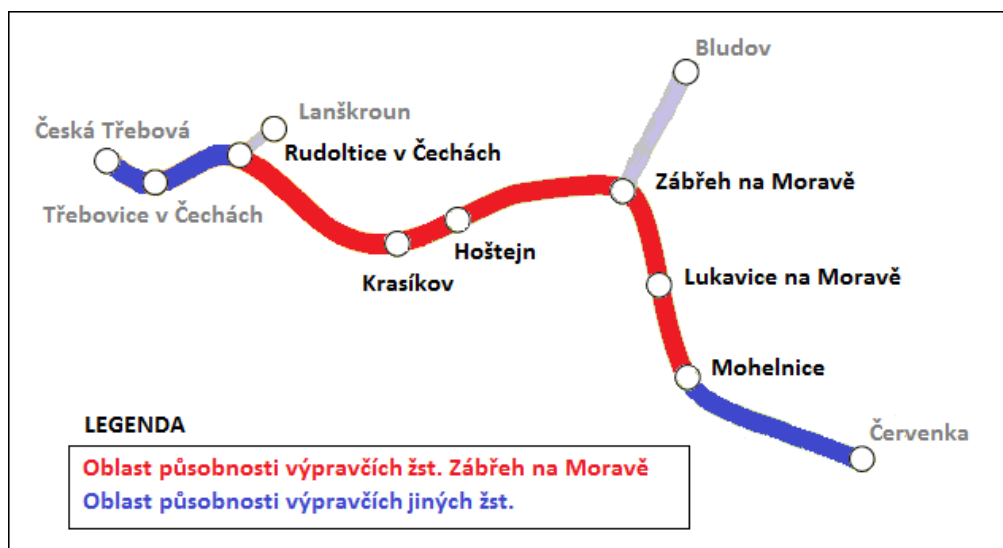 Bludov
Lanškroun
Česká Třebová
Rudoltice v Čechách
Zábřeh na Moravě
Třebovice v Čechách
Hoštejn
Krasíkov
Lukavice na Moravě
Mohelnice
Červenka
LEGENDA
Oblast působnosti výpravčích žst. Zábřeh na Moravě
Oblast působnosti výpravčích jiných žst.